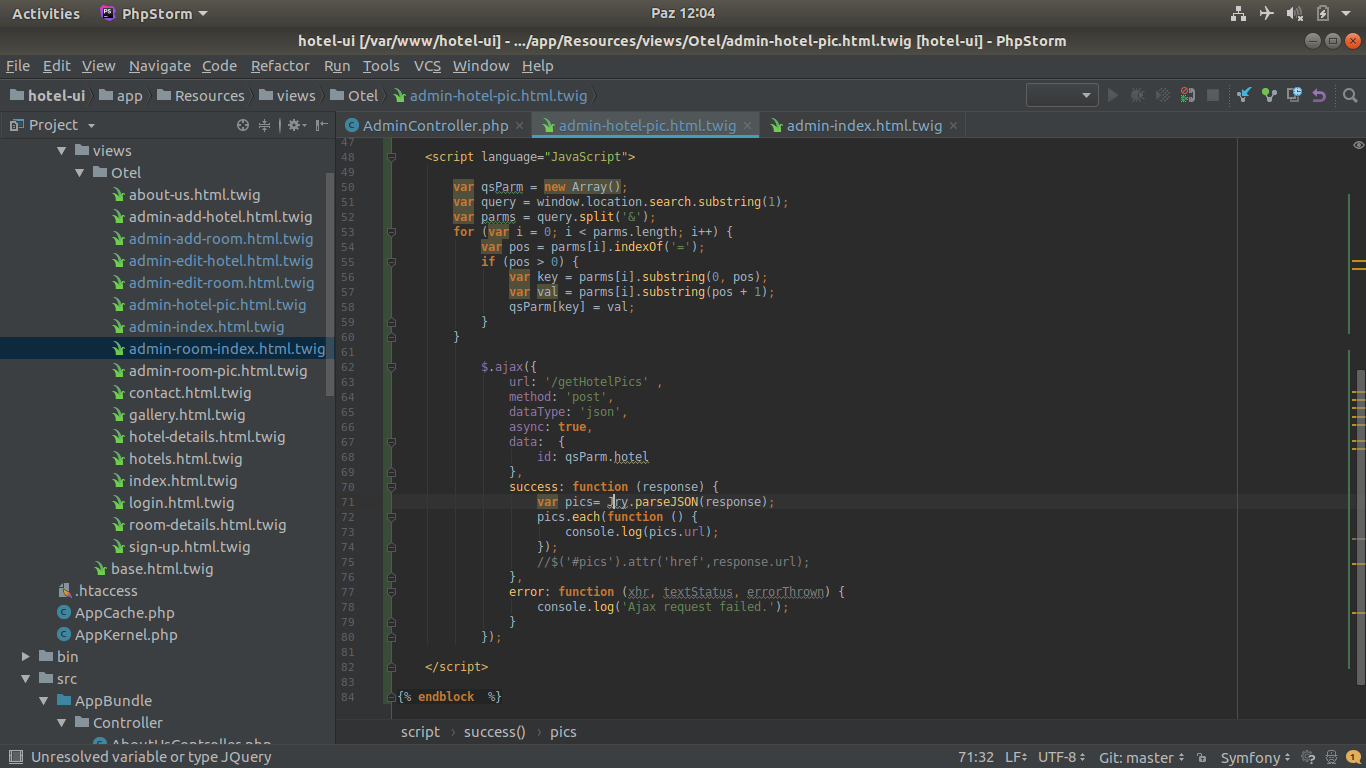 Activities PhpStorm Paz 12:04
hotel-ui [/var/www/hotel-ui] - .../app/Resources/views/Otel/admin-hotel-pic.html.twig [hotel-ui] - PhpStorm
File Edit View Navigate Code Refactor Run Tools VCS Window Help
hotel-ui app Resources views Otel admin-hotel-pic.html.twig
Project
AdminController.php admin-hotel-pic.html.twig admin-index.html.twig
views
Otel
about-us.html.twig
admin-add-hotel.html.twig
admin-add-room.html.twig
admin-edit-hotel.html.twig
admin-edit-room.html.twig
admin-hotel-pic.html.twig
admin-index.html.twig
admin-room-index.html.twig
admin-room-pic.html.twig
contact.html.twig
gallery.html.twig
hotel-details.html.twig
hotels.html.twig
index.html.twig
login.html.twig
room-details.html.twig
sign-up.html.twig
base.html.twig
.htaccess
AppCache.php
AppKernel.php
bin
src
AppBundle
Controller
AboutUsController.php
47
48 <script language="JavaScript">
49
50 var qsParm = new Array();
51 var query = window.location.search.substring(1);
52 var parms = query.split('&');
53 for (var i = 0; i < parms.length; i++) {
54 var pos = parms[i].indexOf('=');
55 if (pos > 0) {
56 var key = parms[i].substring(0, pos);
57 var val = parms[i].substring(pos + 1);
58 qsParm[key] = val;
59 }
60 }
61
62 $.ajax({
63 url: '/getHotelPics' ,
64 method: 'post',
65 dataType: 'json',
66 async: true,
67 data: {
68 id: qsParm.hotel
69 },
70 success: function (response) {
71 var pics= ry.parseJSON(response);
72 pics.each(function () {
73 console.log(pics.url);
74 });
75 //$('#pics').attr('href',response.url);
76 },
77 error: function (xhr, textStatus, errorThrown) {
78 console.log('Ajax request failed.');
79 }
80 });
81
82 </script>
83
84 {% endblock %}
script › success() › pics
Unresolved variable or type JQuery 71:32 LF UTF-8 Git: master Symfony 1